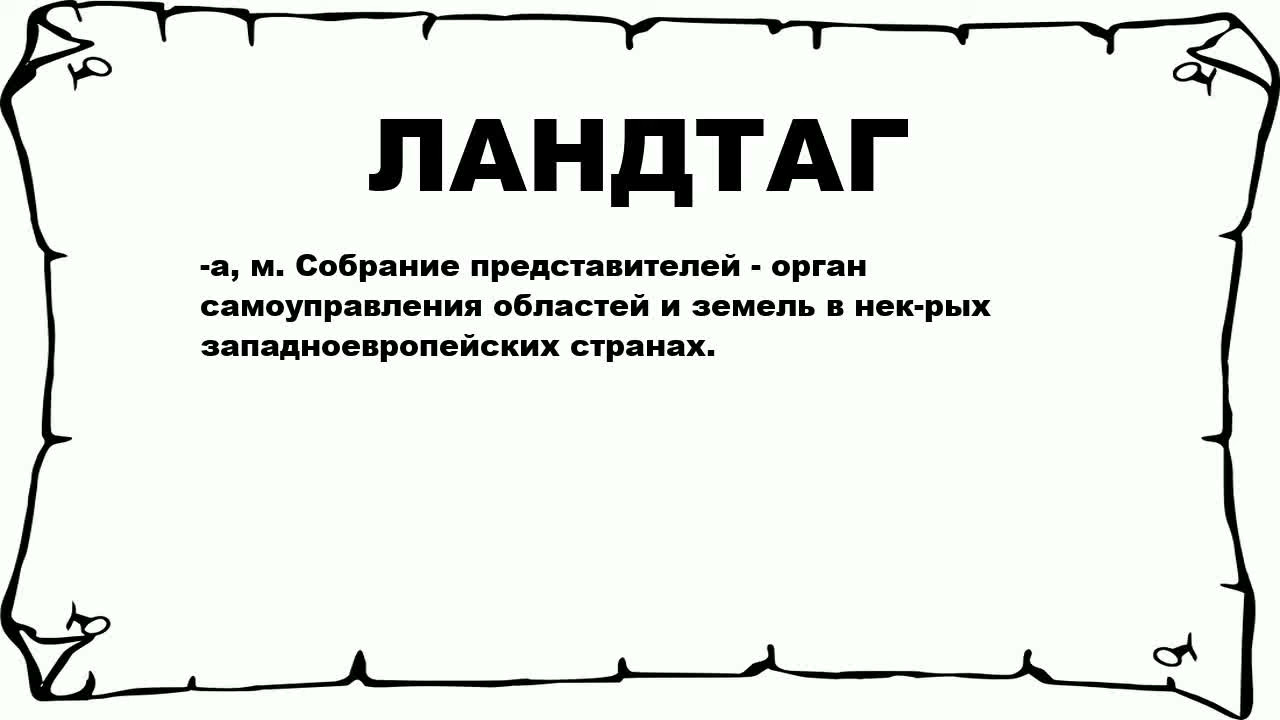 ЛАНДТАГ
-а, м. Собрание представителей - орган
самоуправления областей и земель в нек-рых
западноевропейских странах.